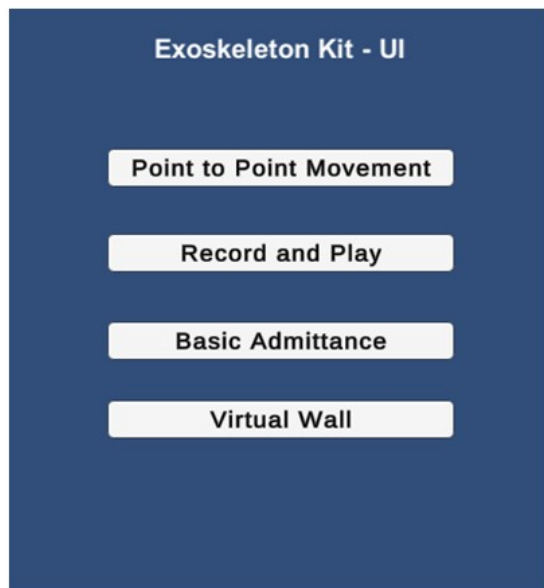 Exoskeleton Kit - UI
Point to Point Movement
Record and Play
Basic Admittance
Virtual Wall